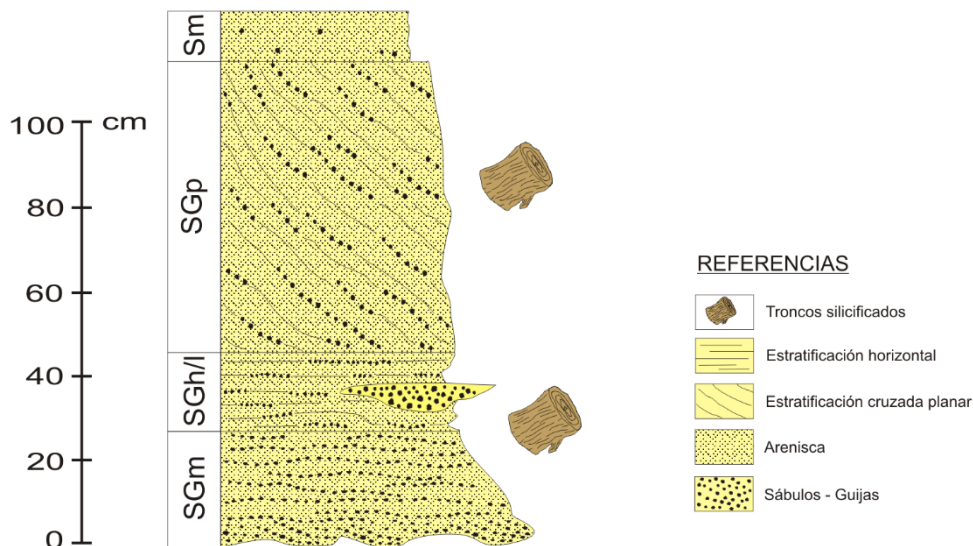 Sm
SGp
SGh/l
SGm
100 cm
80
60
40
20
0
REFERENCIAS
Troncos silicificados
Estratificación horizontal
Estratificación cruzada planar
Arenisca
Sábulos - Guijas